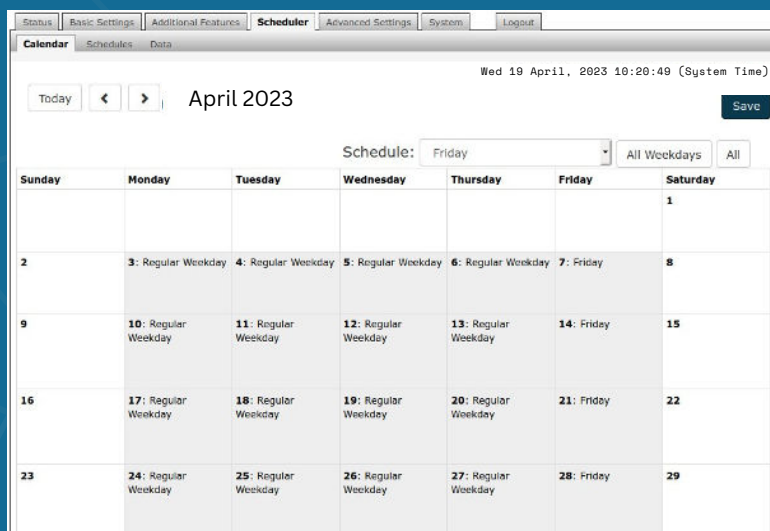 Status Basic Settings Additional Features Scheduler Advanced Settings System Logout
Calendar Schedules Data
Wed 19 April, 2023 10:20:49 (System Time)
Today April 2023
Save
Schedule: Friday All Weekdays All
Sunday Monday Tuesday Wednesday Thursday Friday Saturday
1
2 3: Regular Weekday 4: Regular Weekday 5: Regular Weekday 6: Regular Weekday 7: Friday 8
9 10: Regular 11: Regular 12: Regular 13: Regular 14: Friday 15
Weekday Weekday Weekday Weekday
16 17: Regular 18: Regular 19: Regular 20: Regular 21: Friday 22
Weekday Weekday Weekday Weekday
23 24: Regular 25: Regular 26: Regular 27: Regular 28: Friday 29
Weekday Weekday Weekday Weekday